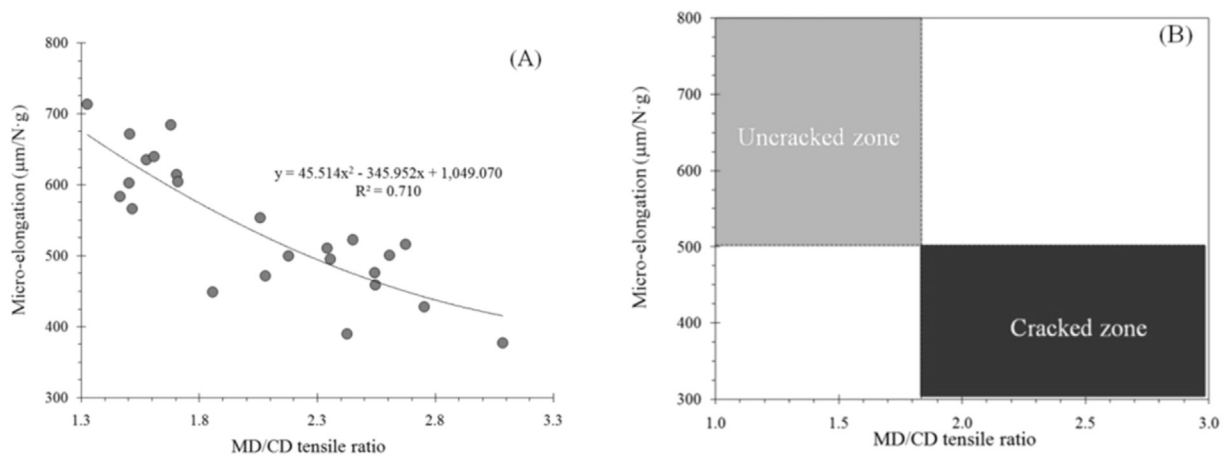 (A)
Micro-elongation (μm/N·g)
800
700
600
500
400
300
y = 45.514x² - 345.952x + 1,049.070
R² = 0.710
1.3 1.8 2.3 2.8 3.3
MD/CD tensile ratio
(B)
Micro-elongation (μm/N·g)
800
700
600
500
400
300
Uncracked zone
Cracked zone
1.0 1.5 2.0 2.5 3.0
MD/CD tensile ratio